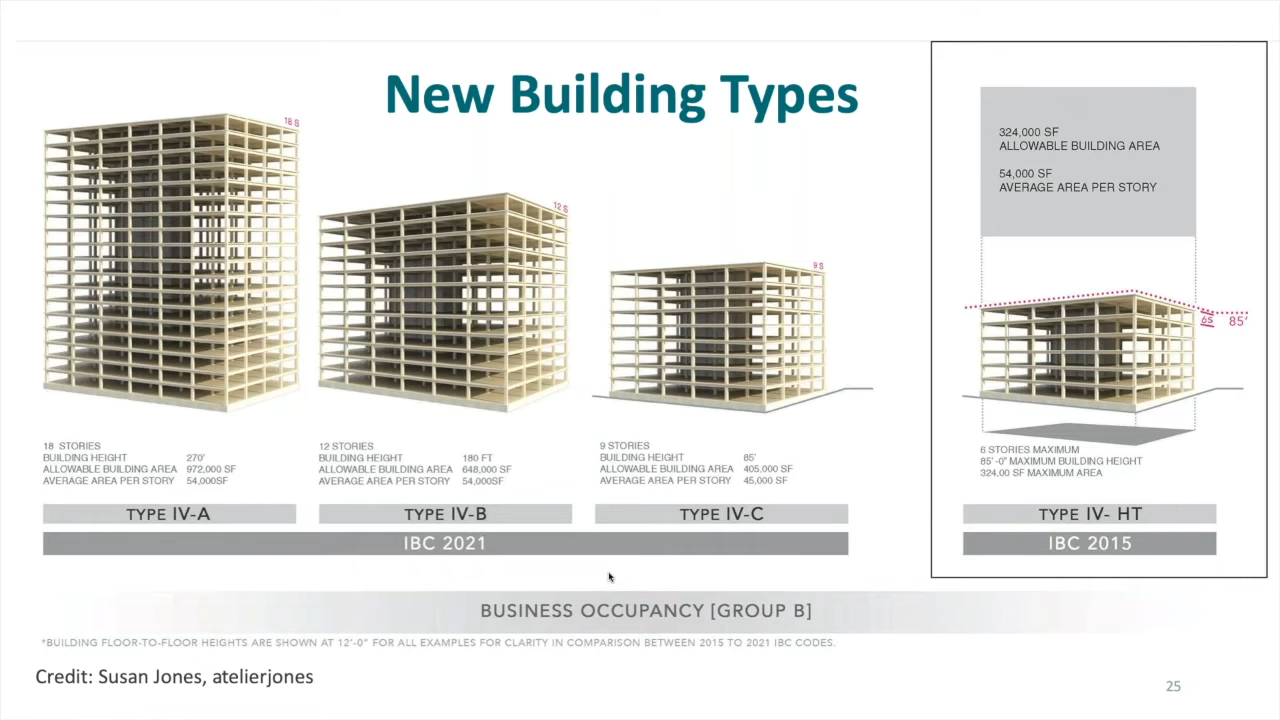 New Building Types
18 S
12 S
9 S
324,000 SF
ALLOWABLE BUILDING AREA
54,000 SF
AVERAGE AREA PER STORY
6S
85'
18 STORIES
BUILDING HEIGHT 270'
ALLOWABLE BUILDING AREA 972,000 SF
AVERAGE AREA PER STORY 54,000SF
12 STORIES
BUILDING HEIGHT 180 FT
ALLOWABLE BUILDING AREA 648,000 SF
AVERAGE AREA PER STORY 54,000SF
9 STORIES
BUILDING HEIGHT 85'
ALLOWABLE BUILDING AREA 405,000 SF
AVERAGE AREA PER STORY 45,000 SF
6 STORIES MAXIMUM
85'-0" MAXIMUM BUILDING HEIGHT
324,00 SF MAXIMUM AREA
TYPE IV-A
TYPE IV-B
TYPE IV-C
TYPE IV- HT
IBC 2021
IBC 2015
BUSINESS OCCUPANCY [GROUP B]
*BUILDING FLOOR-TO-FLOOR HEIGHTS ARE SHOWN AT 12'-0" FOR ALL EXAMPLES FOR CLARITY IN COMPARISON BETWEEN 2015 TO 2021 IBC CODES.
Credit: Susan Jones, atelierjones
25